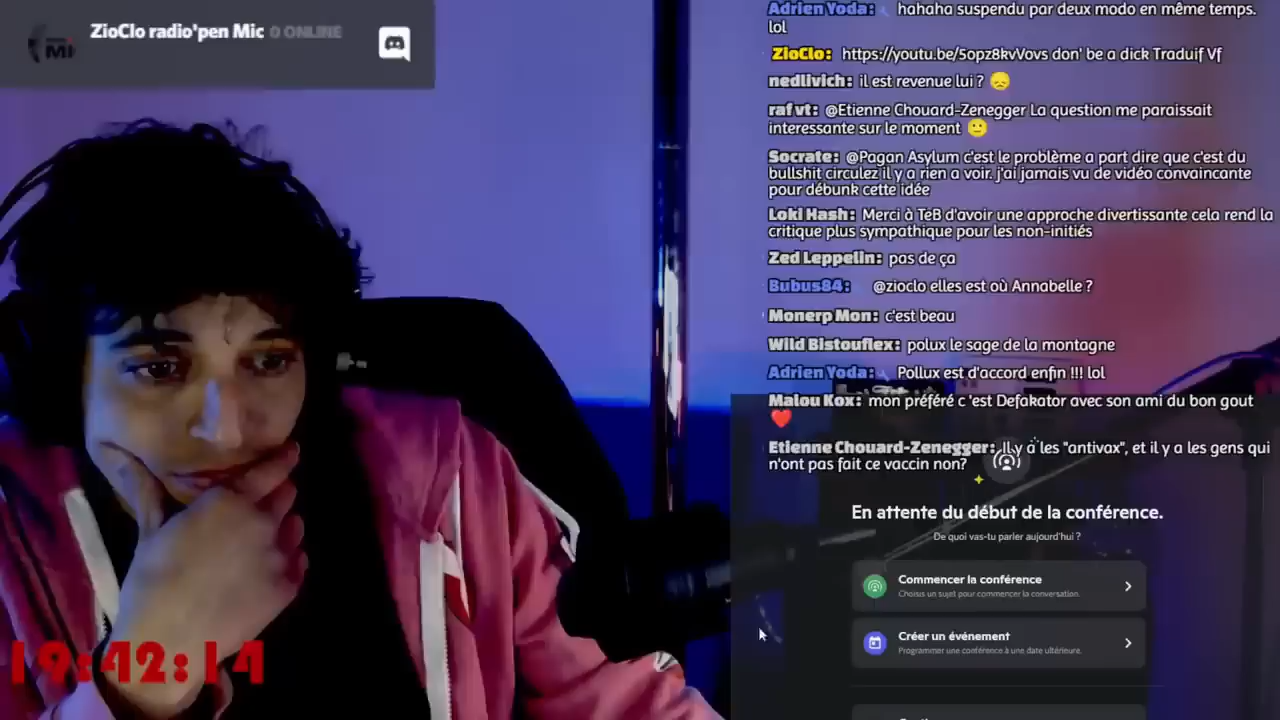 ZioClo radio'pen Mic 0 ONLINE
MI
Adrien Yoda: hahaha suspendu par deux modo en même temps.
lol
ZioClo: https://youtu.be/5opz8kvVovs don' be a dick Traduif Vf
nedlivich: il est revenue lui ? 😞
raf vt: @Etienne Chouard-Zenegger La question me paraissait
interessante sur le moment 🙂
Socrate: @Pagan Asylum c'est le problème a part dire que c'est du
bullshit circulez il y a rien a voir. j'ai jamais vu de vidéo convaincante
pour débunk cette idée
Loki Hash: Merci à TeB d'avoir une approche divertissante cela rend la
critique plus sympathique pour les non-initiés
Zed Leppelin: pas de ça
Bubus84: @zioclo elles est où Annabelle ?
Monerp Mon: c'est beau
Wild Bistouflex: polux le sage de la montagne
Adrien Yoda: Pollux est d'accord enfin !!! lol
Malou Kox: mon préféré c 'est Defakator avec son ami du bon gout
❤️
Etienne Chouard-Zenegger: Il y a les "antivax", et il y a les gens qui
n'ont pas fait ce vaccin non?
En attente du début de la conférence.
De quoi vas-tu parler aujourd'hui ?
Commencer la conférence
Choisis un sujet pour commencer la conversation.
Créer un événement
Programmer une conférence à une date ultérieure.
19:42:14